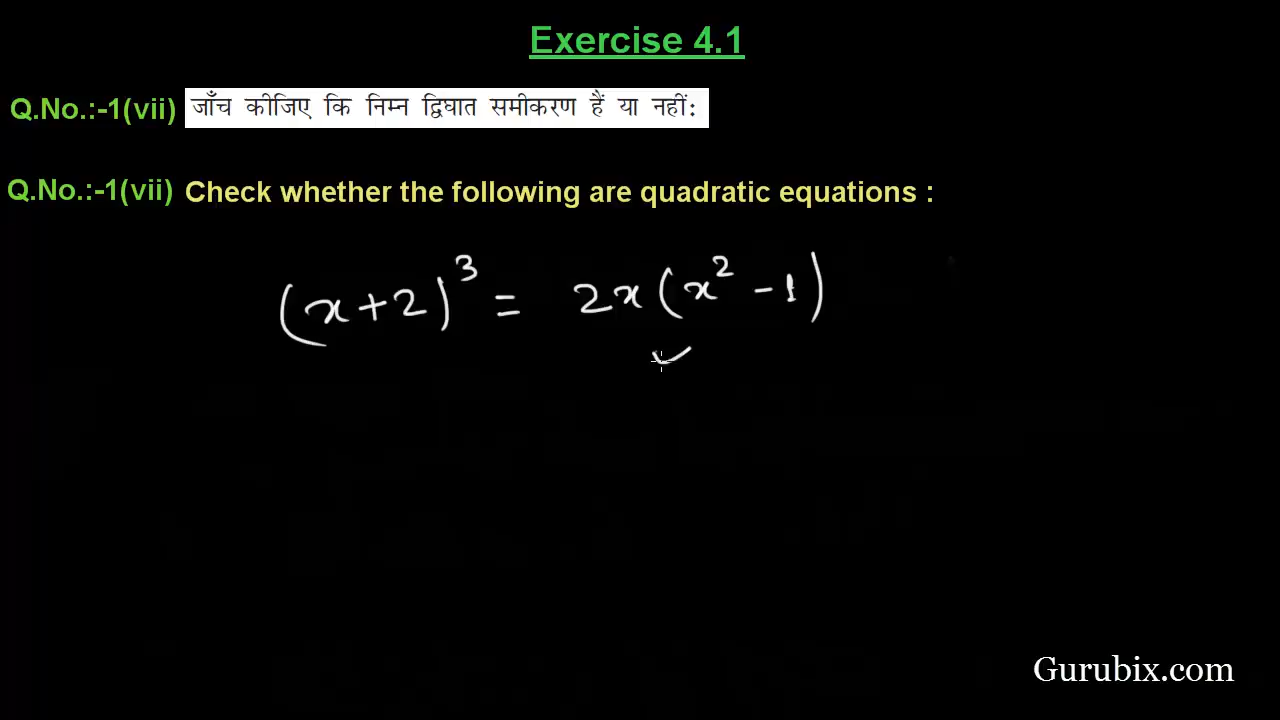 Exercise 4.1
Q.No.:-1(vii) जाँच कीजिए कि निम्न द्विघात समीकरण हैं या नहीं:
Q.No.:-1(vii) Check whether the following are quadratic equations :
(x+2)³ = 2x(x² -1)
Gurubix.com